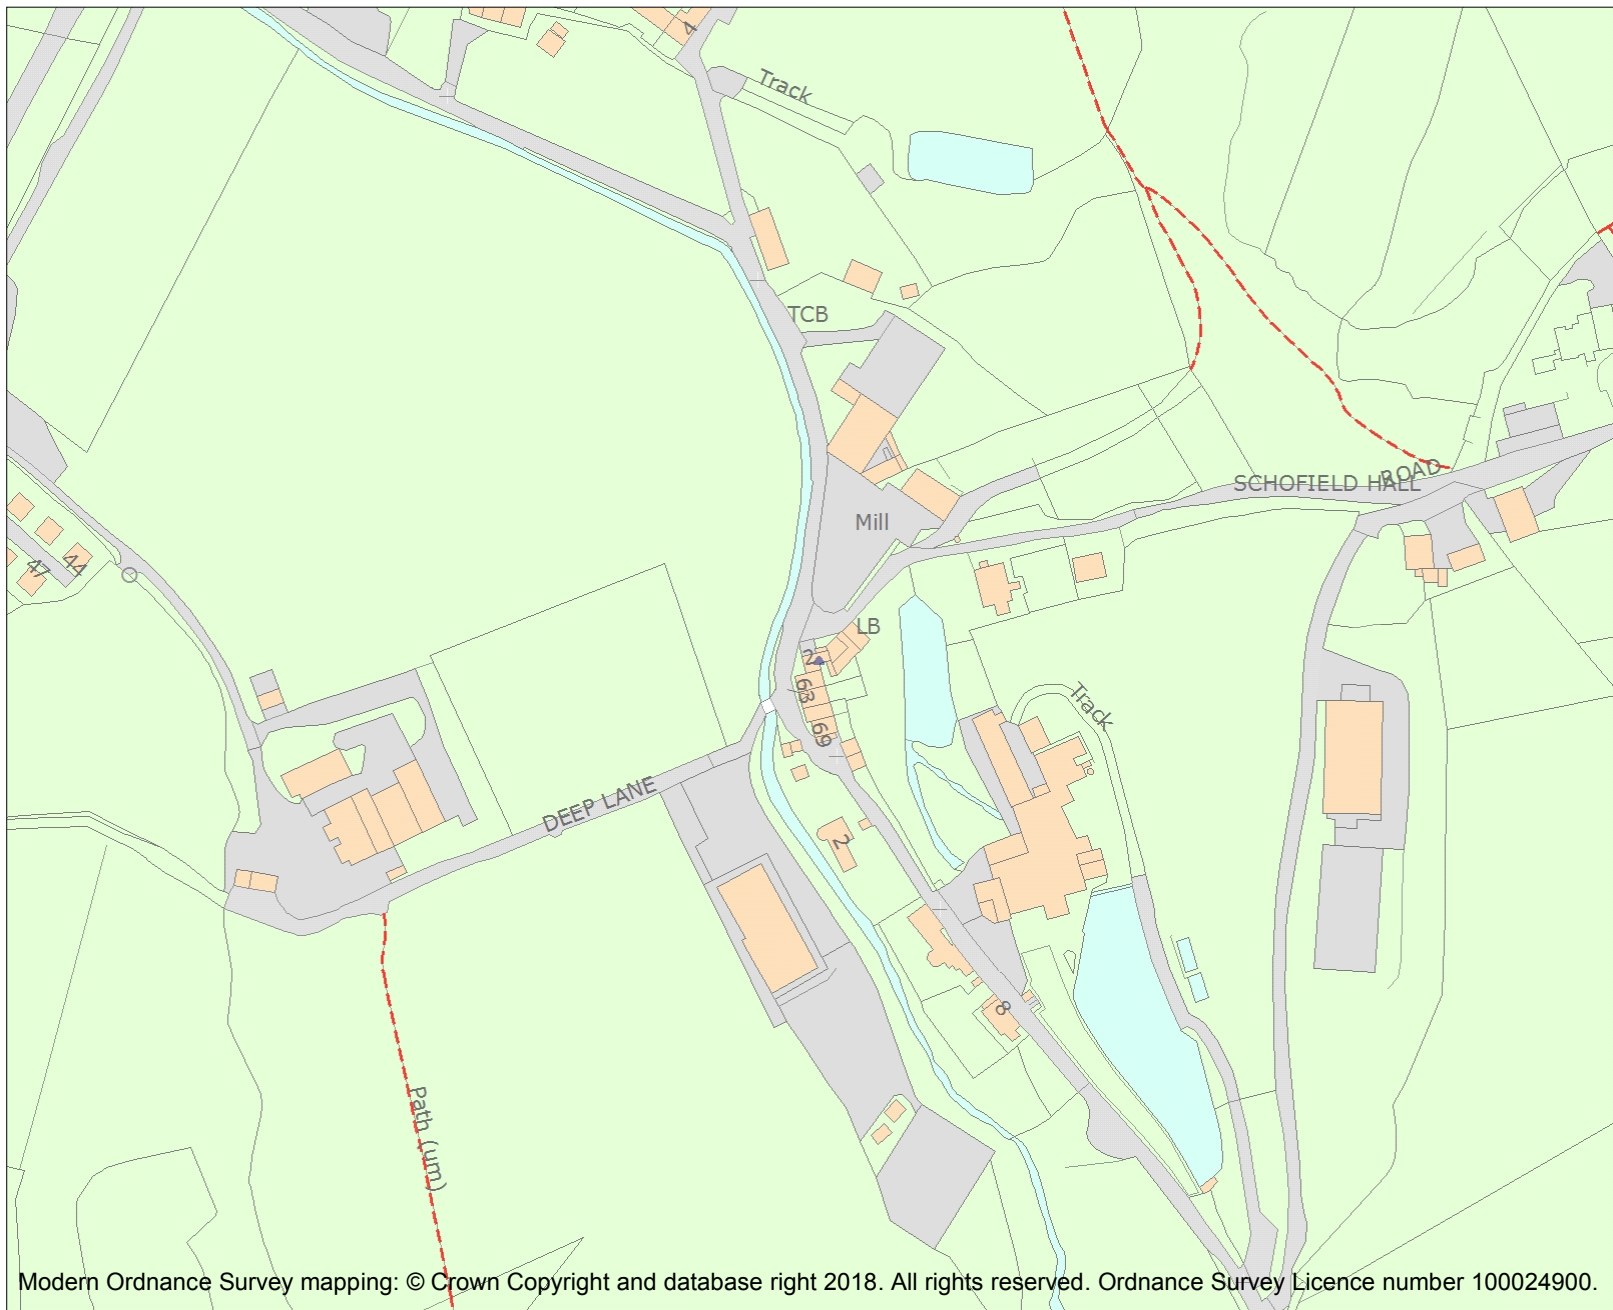 4
Track
TCB
SCHOFIELD HALL ROAD
Mill
47
44
LB
2
63
69
Track
DEEP LANE
2
8
Path (um)
Modern Ordnance Survey mapping: © Crown Copyright and database right 2018. All rights reserved. Ordnance Survey Licence number 100024900.